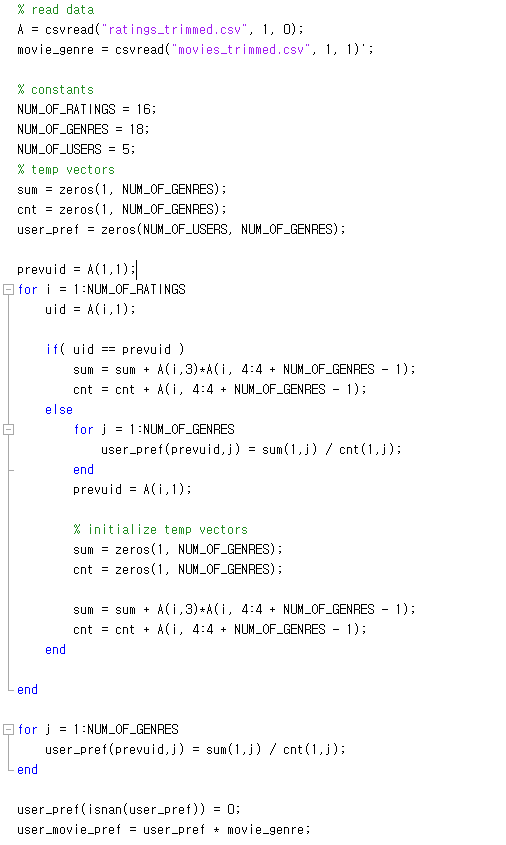 % read data
A = csvread("ratings_trimmed.csv", 1, 0);
movie_genre = csvread("movies_trimmed.csv", 1, 1)';
% constants
NUM_OF_RATINGS = 16;
NUM_OF_GENRES = 18;
NUM_OF_USERS = 5;
% temp vectors
sum = zeros(1, NUM_OF_GENRES);
cnt = zeros(1, NUM_OF_GENRES);
user_pref = zeros(NUM_OF_USERS, NUM_OF_GENRES);
prevuid = A(1,1);
for i = 1:NUM_OF_RATINGS
uid = A(i,1);
if( uid == prevuid )
sum = sum + A(i,3)*A(i, 4:4 + NUM_OF_GENRES - 1);
cnt = cnt + A(i, 4:4 + NUM_OF_GENRES - 1);
else
for j = 1:NUM_OF_GENRES
user_pref(prevuid,j) = sum(1,j) / cnt(1,j);
end
prevuid = A(i,1);
% initialize temp vectors
sum = zeros(1, NUM_OF_GENRES);
cnt = zeros(1, NUM_OF_GENRES);
sum = sum + A(i,3)*A(i, 4:4 + NUM_OF_GENRES - 1);
cnt = cnt + A(i, 4:4 + NUM_OF_GENRES - 1);
end
end
for j = 1:NUM_OF_GENRES
user_pref(prevuid,j) = sum(1,j) / cnt(1,j);
end
user_pref(isnan(user_pref)) = 0;
user_movie_pref = user_pref * movie_genre;